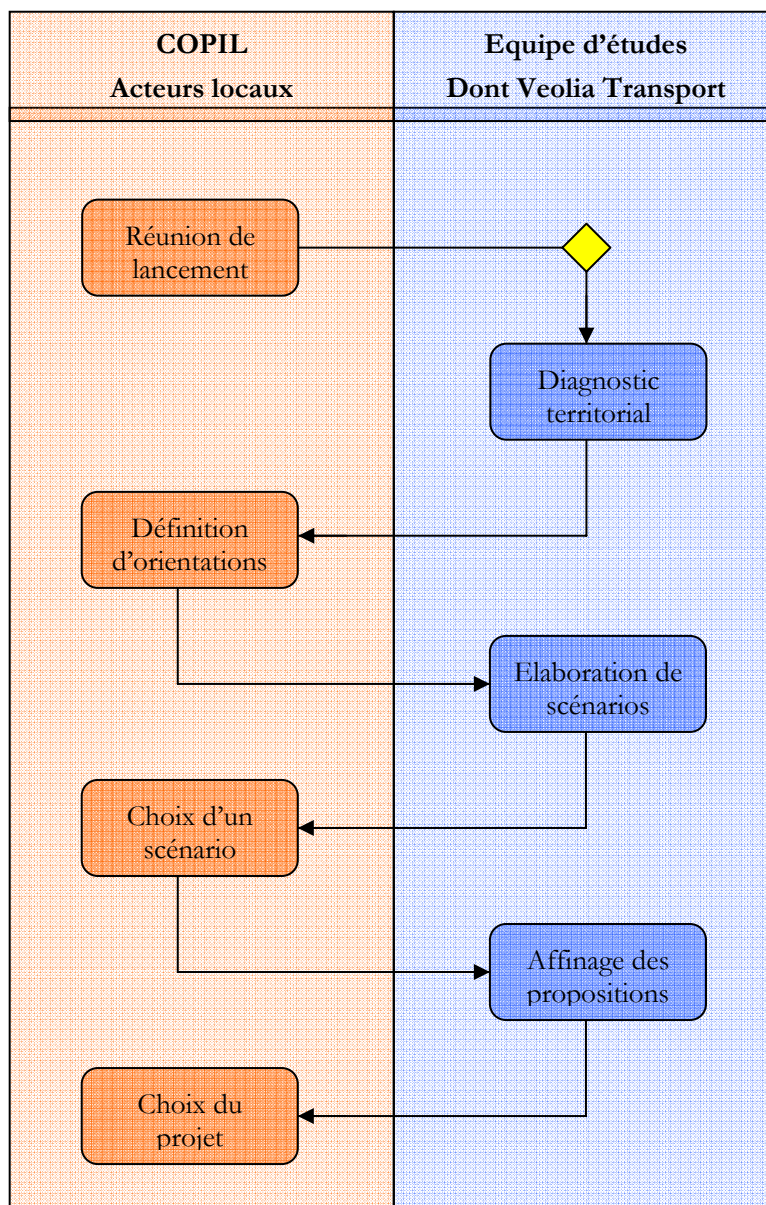 COPIL
Acteurs locaux
Equipe d'études
Dont Veolia Transport
Réunion de
lancement
Diagnostic
territorial
Définition
d'orientations
Elaboration de
scénarios
Choix d'un
scénario
Affinage des
propositions
Choix du
projet